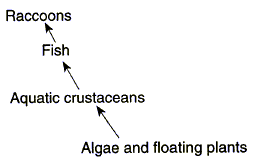 Raccoons
Fish
Aquatic crustaceans
Algae and floating plants